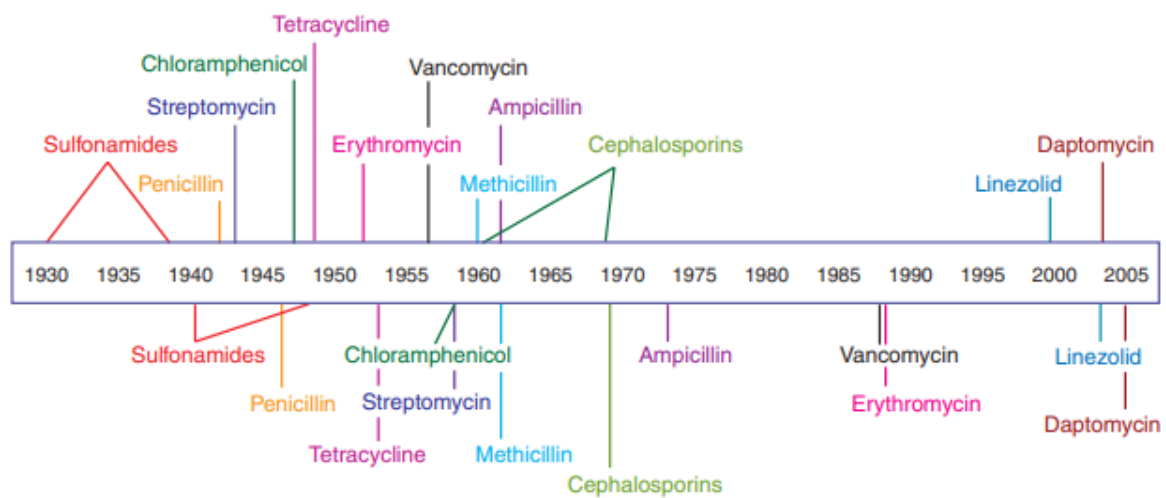 Tetracycline
Chloramphenicol
Vancomycin
Streptomycin
Ampicillin
Sulfonamides
Erythromycin
Cephalosporins
Daptomycin
Penicillin
Methicillin
Linezolid
1930 1935 1940 1945 1950 1955 1960 1965 1970 1975 1980 1985 1990 1995 2000 2005
Sulfonamides
Chloramphenicol
Ampicillin
Vancomycin
Linezolid
Penicillin
Streptomycin
Erythromycin
Daptomycin
Tetracycline
Methicillin
Cephalosporins